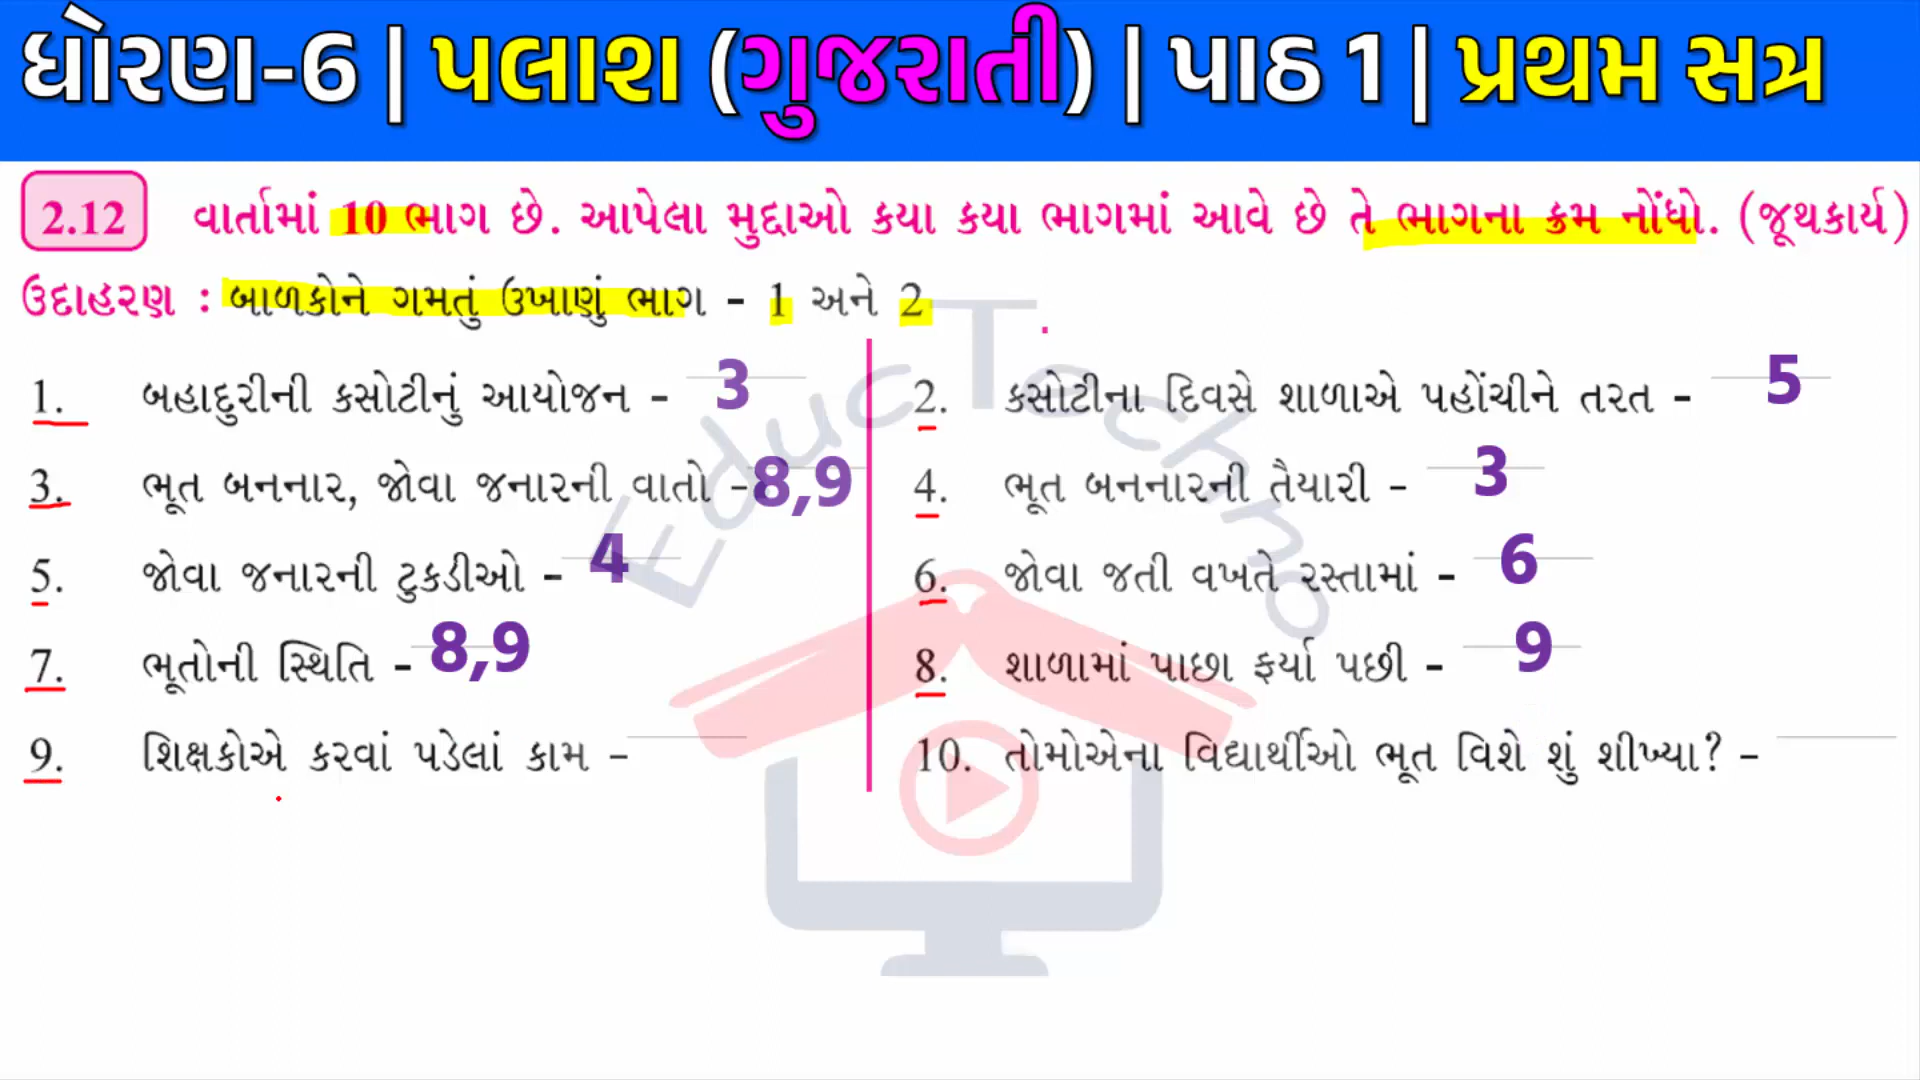 ધોરણ-6 | પલાશ (ગુજરાતી) | પાઠ 1 | પ્રથમ સત્ર
2.12 વાર્તામાં 10 ભાગ છે. આપેલા મુદ્દાઓ કયા કયા ભાગમાં આવે છે તે ભાગના ક્રમ નોંધો. (જૂથકાર્ય)
ઉદાહરણ : બાળકોને ગમતું ઉખાણું ભાગ - 1 અને 2
1. બહાદુરીની કસોટીનું આયોજન - 3
2. કસોટીના દિવસે શાળાએ પહોંચીને તરત - 5
3. ભૂત બનનાર, જોવા જનારની વાતો - 8,9
4. ભૂત બનનારની તૈયારી - 3
5. જોવા જનારની ટુકડીઓ - 4
6. જોવા જતી વખતે રસ્તામાં - 6
7. ભૂતોની સ્થિતિ - 8,9
8. શાળામાં પાછા ફર્યા પછી - 9
9. શિક્ષકોએ કરવાં પડેલાં કામ -
10. તોમોએના વિદ્યાર્થીઓ ભૂત વિશે શું શીખ્યા? -
EducTechno